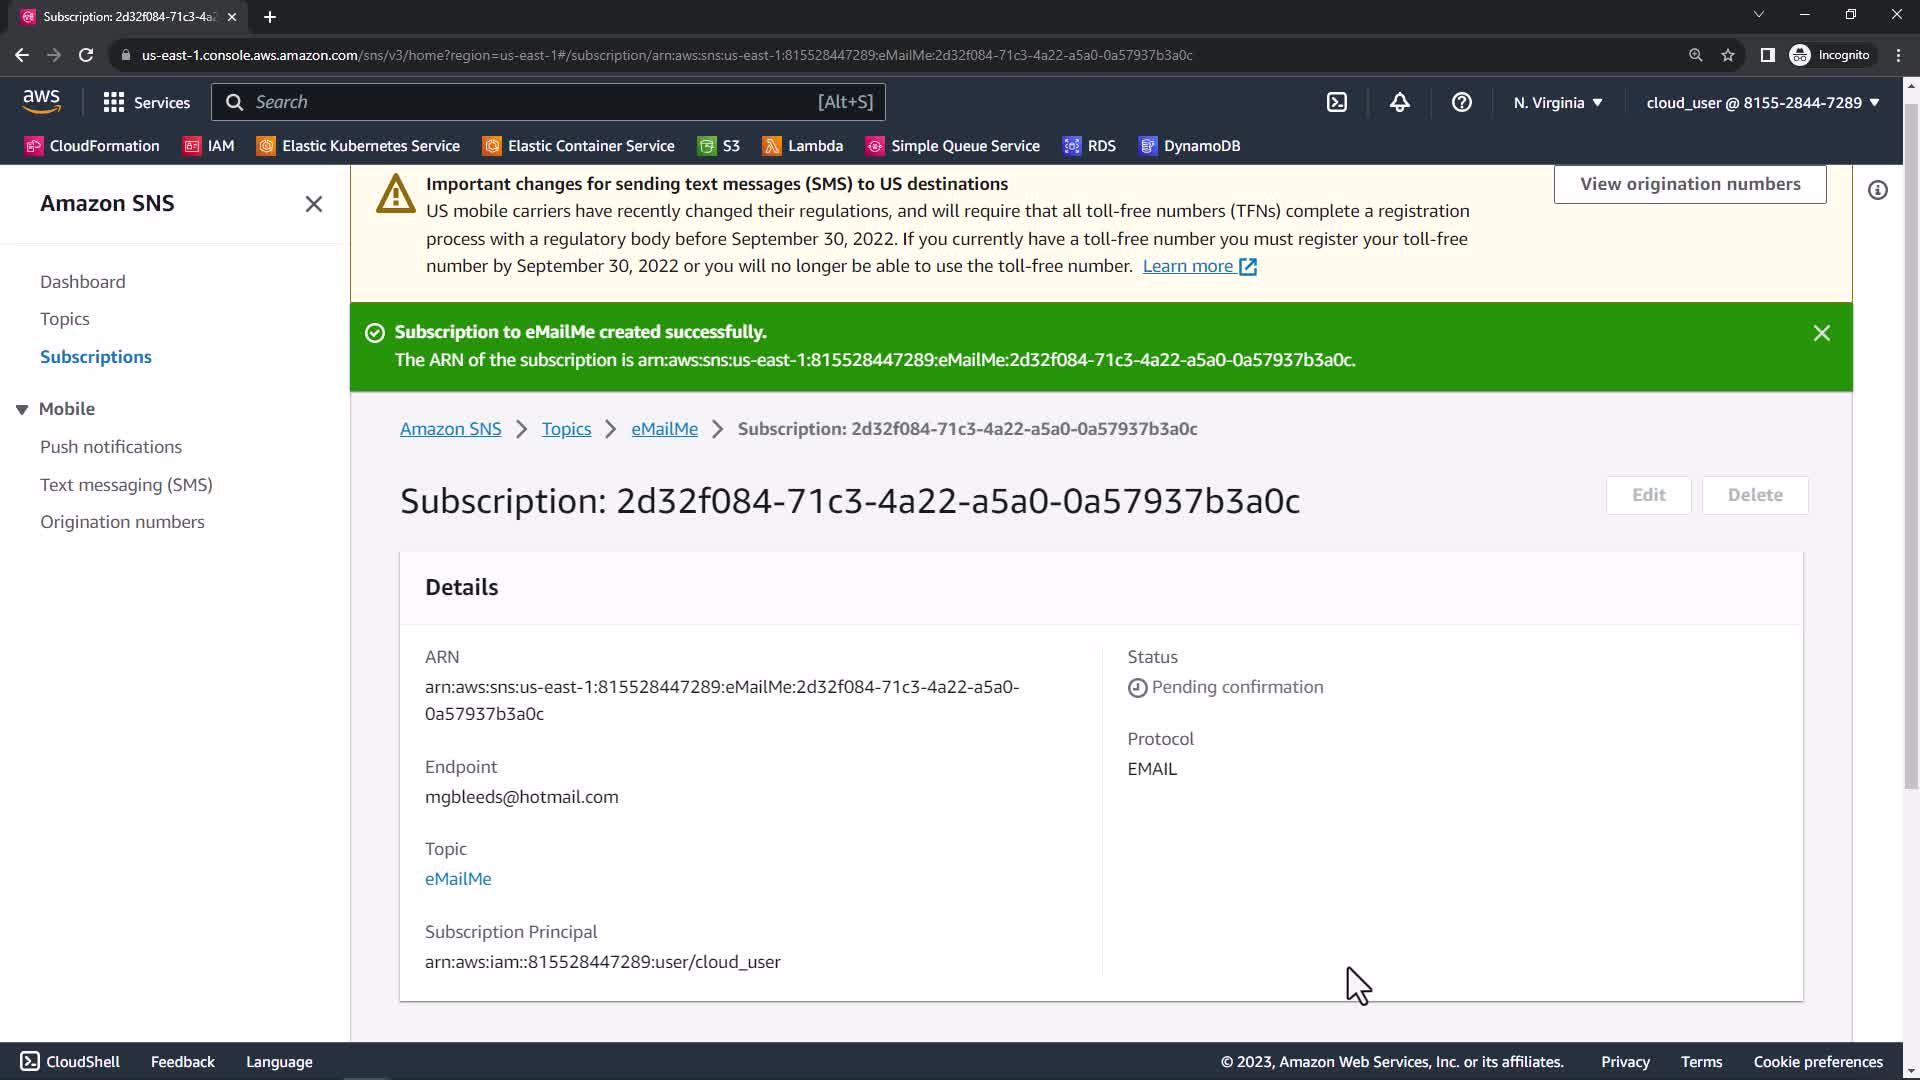 Subscription: 2d32f084-71c3-4a2
us-east-1.console.aws.amazon.com/sns/v3/home?region=us-east-1#/subscription/arn:aws:sns:us-east-1:815528447289:eMailMe:2d32f084-71c3-4a22-a5a0-0a57937b3a0c
Incognito
aws
Services
Search
[Alt+S]
N. Virginia
cloud_user @ 8155-2844-7289
CloudFormation
IAM
Elastic Kubernetes Service
Elastic Container Service
S3
Lambda
Simple Queue Service
RDS
DynamoDB
Amazon SNS
Dashboard
Topics
Subscriptions
Mobile
Push notifications
Text messaging (SMS)
Origination numbers
Important changes for sending text messages (SMS) to US destinations
US mobile carriers have recently changed their regulations, and will require that all toll-free numbers (TFNs) complete a registration
process with a regulatory body before September 30, 2022. If you currently have a toll-free number you must register your toll-free
number by September 30, 2022 or you will no longer be able to use the toll-free number. Learn more
View origination numbers
Subscription to eMailMe created successfully.
The ARN of the subscription is arn:aws:sns:us-east-1:815528447289:eMailMe:2d32f084-71c3-4a22-a5a0-0a57937b3a0c.
Amazon SNS
Topics
eMailMe
Subscription: 2d32f084-71c3-4a22-a5a0-0a57937b3a0c
Subscription: 2d32f084-71c3-4a22-a5a0-0a57937b3a0c
Edit
Delete
Details
ARN
arn:aws:sns:us-east-1:815528447289:eMailMe:2d32f084-71c3-4a22-a5a0-
0a57937b3a0c
Endpoint
mgbleeds@hotmail.com
Topic
eMailMe
Subscription Principal
arn:aws:iam::815528447289:user/cloud_user
Status
Pending confirmation
Protocol
EMAIL
CloudShell
Feedback
Language
© 2023, Amazon Web Services, Inc. or its affiliates.
Privacy
Terms
Cookie preferences